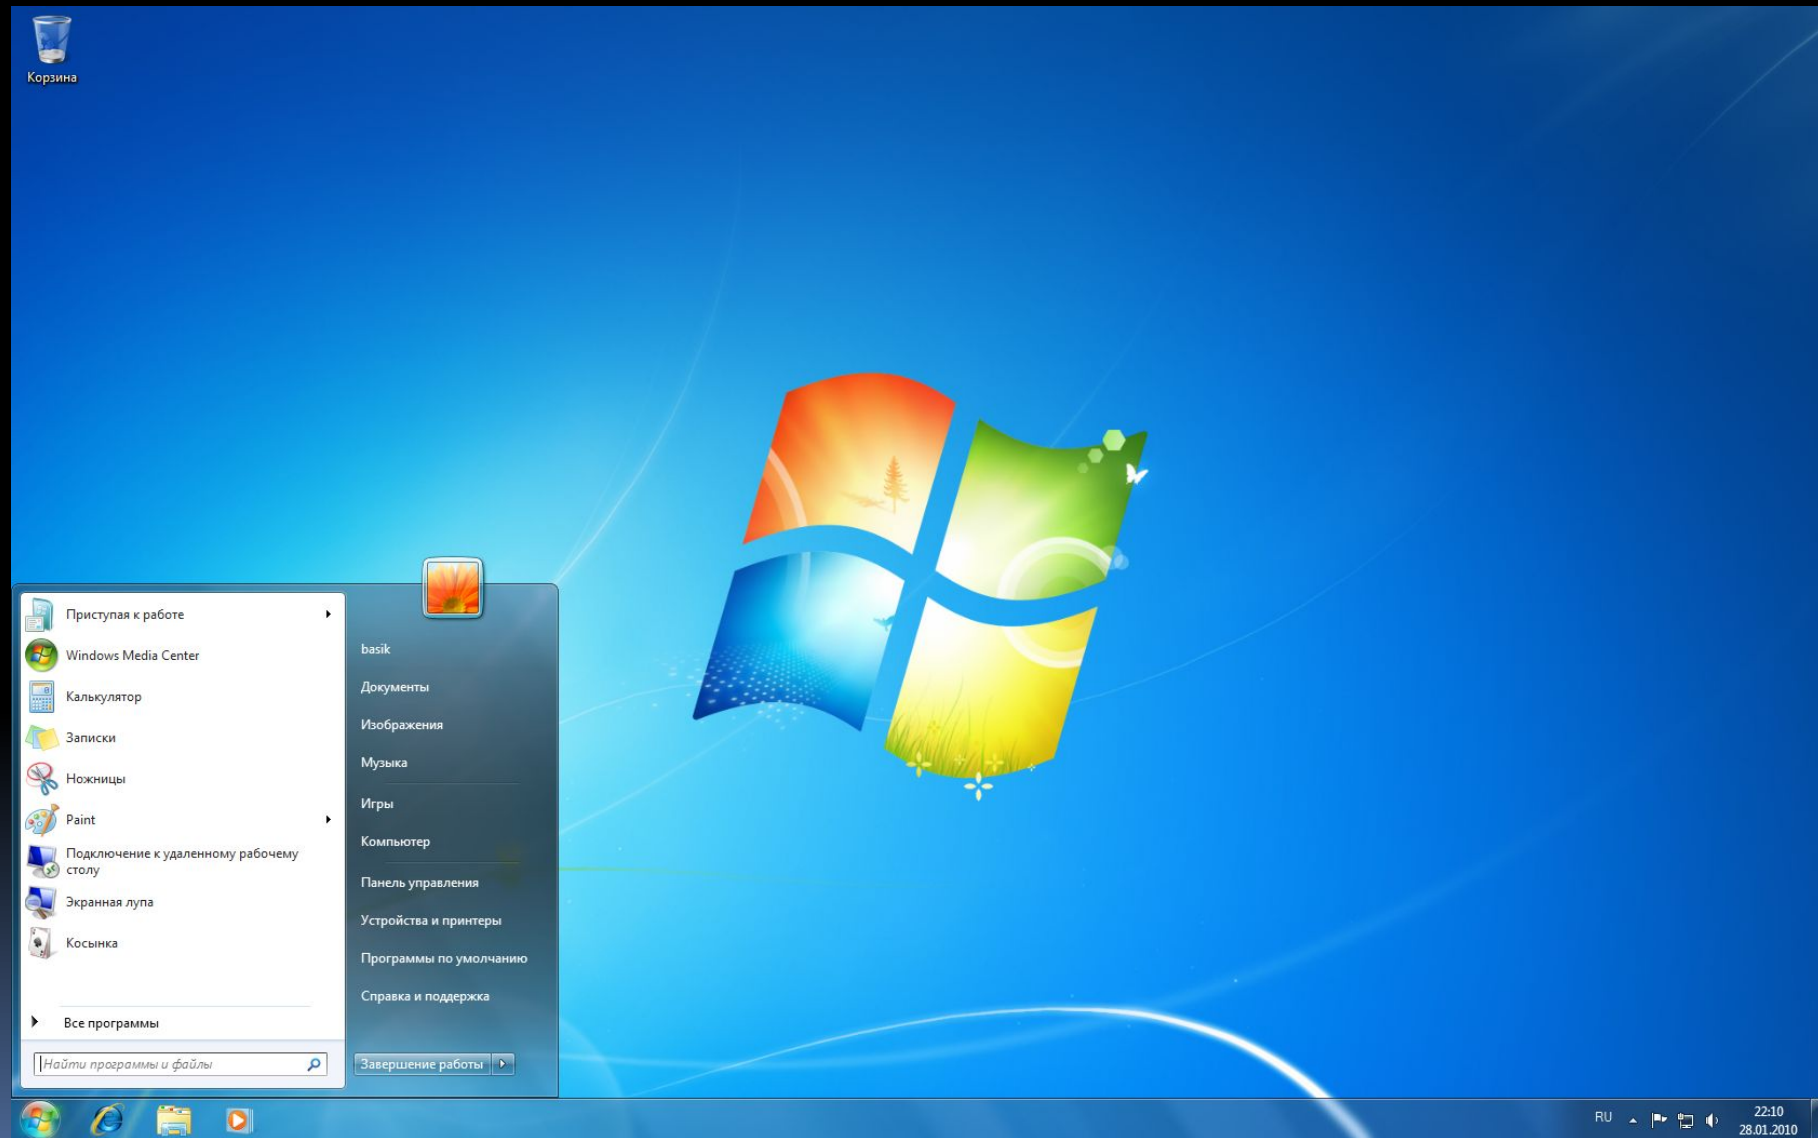 Корзина
Приступая к работе
Windows Media Center
Калькулятор
Записки
Ножницы
Paint
Подключение к удаленному рабочему
столу
Экранная лупа
Косынка
Все программы
Найти программы и файлы
basik
Документы
Изображения
Музыка
Игры
Компьютер
Панель управления
Устройства и принтеры
Программы по умолчанию
Справка и поддержка
Завершение работы
RU
22:10
28.01.2010